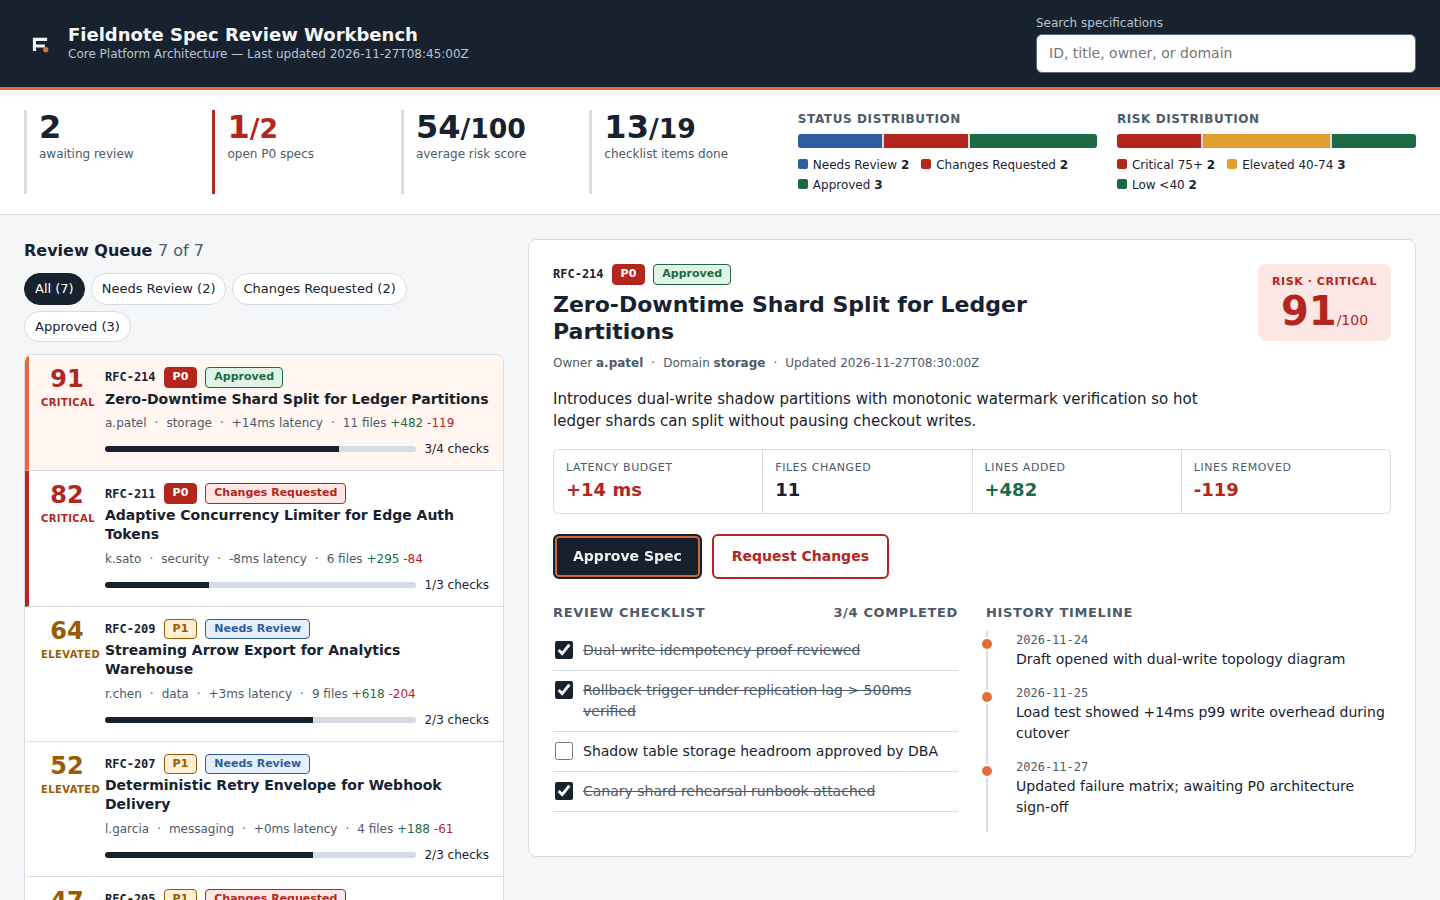 Fieldnote Spec Review Workbench
Core Platform Architecture — Last updated 2026-11-27T08:45:00Z
Search specifications
ID, title, owner, or domain
2
awaiting review
1/2
open P0 specs
54/100
average risk score
13/19
checklist items done
STATUS DISTRIBUTION
Needs Review 2 Changes Requested 2
Approved 3
RISK DISTRIBUTION
Critical 75+ 2 Elevated 40-74 3
Low <40 2
Review Queue 7 of 7
All (7) Needs Review (2) Changes Requested (2)
Approved (3)
91
CRITICAL
RFC-214 P0 Approved
Zero-Downtime Shard Split for Ledger Partitions
a.patel · storage · +14ms latency · 11 files +482 -119
3/4 checks
82
CRITICAL
RFC-211 P0 Changes Requested
Adaptive Concurrency Limiter for Edge Auth
Tokens
k.sato · security · -8ms latency · 6 files +295 -84
1/3 checks
64
ELEVATED
RFC-209 P1 Needs Review
Streaming Arrow Export for Analytics
Warehouse
r.chen · data · +3ms latency · 9 files +618 -204
2/3 checks
52
ELEVATED
RFC-207 P1 Needs Review
Deterministic Retry Envelope for Webhook
Delivery
l.garcia · messaging · +0ms latency · 4 files +188 -61
2/3 checks
47
RFC-205 P1 Changes Requested
RFC-214 P0 Approved
Zero-Downtime Shard Split for Ledger
Partitions
Owner a.patel · Domain storage · Updated 2026-11-27T08:30:00Z
RISK · CRITICAL
91/100
Introduces dual-write shadow partitions with monotonic watermark verification so hot
ledger shards can split without pausing checkout writes.
LATENCY BUDGET
+14 ms
FILES CHANGED
11
LINES ADDED
+482
LINES REMOVED
-119
Approve Spec Request Changes
REVIEW CHECKLIST 3/4 COMPLETED
Dual-write idempotency proof reviewed
Rollback trigger under replication lag > 500ms
verified
Shadow table storage headroom approved by DBA
Canary shard rehearsal runbook attached
HISTORY TIMELINE
2026-11-24
Draft opened with dual-write topology diagram
2026-11-25
Load test showed +14ms p99 write overhead during
cutover
2026-11-27
Updated failure matrix; awaiting P0 architecture
sign-off